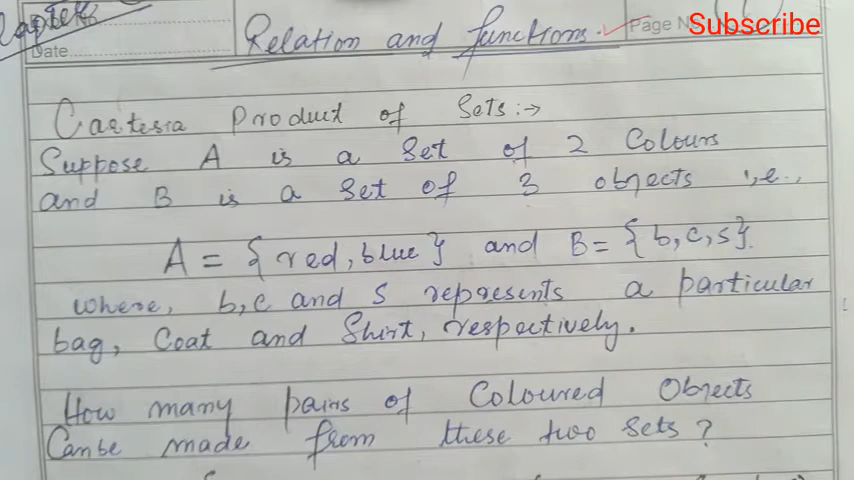 Date
Relation and functions.
Page No
Subscribe
Cartesia Product of Sets:→
Suppose A is a set of 2 Colours
and B is a set of 3 objects i.e.,
A = {red, blue} and B = {b, c, s}.
where, b, c and s represents a particular
bag, Coat and Shirt, respectively.
How many pairs of Coloured Objects
Can be made from these two sets?